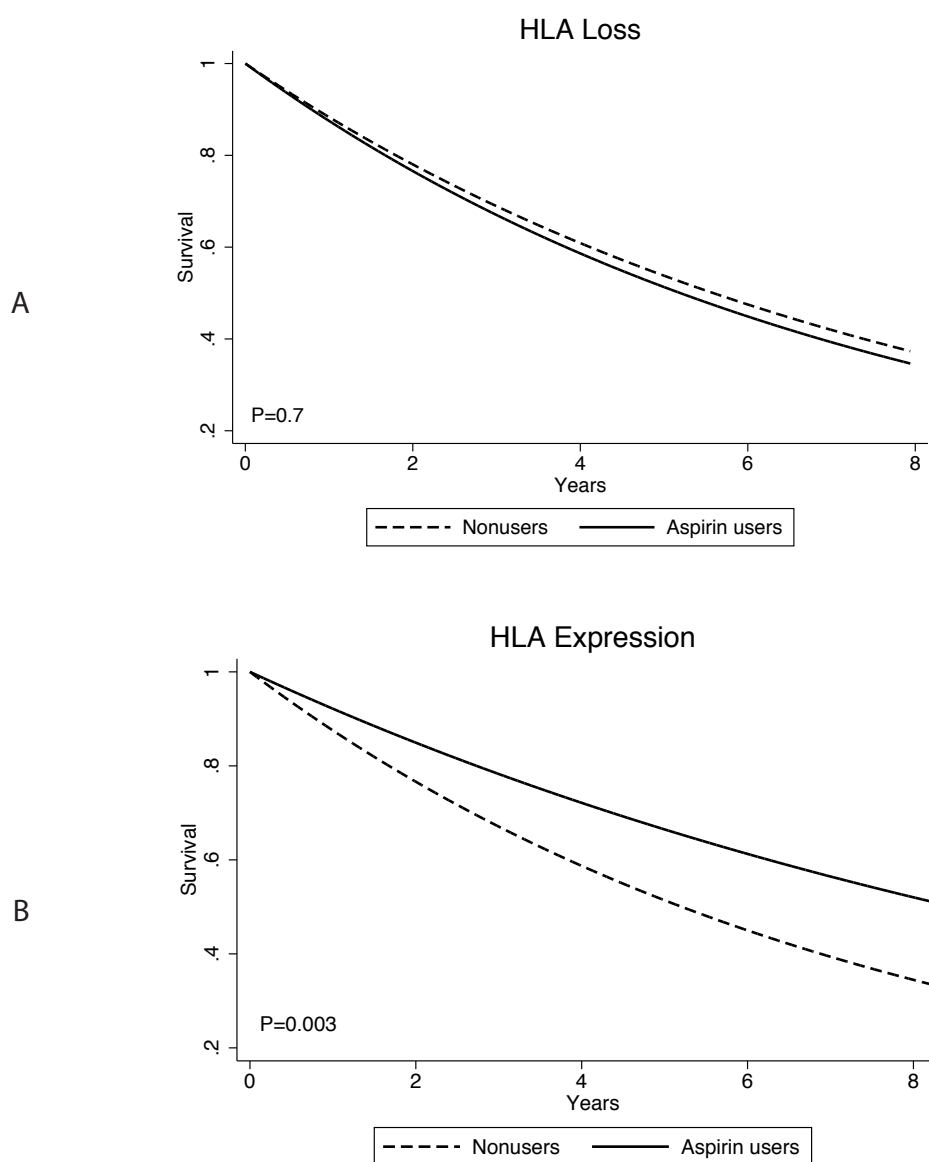 HLA Loss
1
.8
.6
.4
.2
Survival
A
P=0.7
0 2 4 6 8
Years
Nonusers Aspirin users
HLA Expression
1
.8
.6
.4
.2
Survival
B
P=0.003
0 2 4 6 8
Years
Nonusers Aspirin users